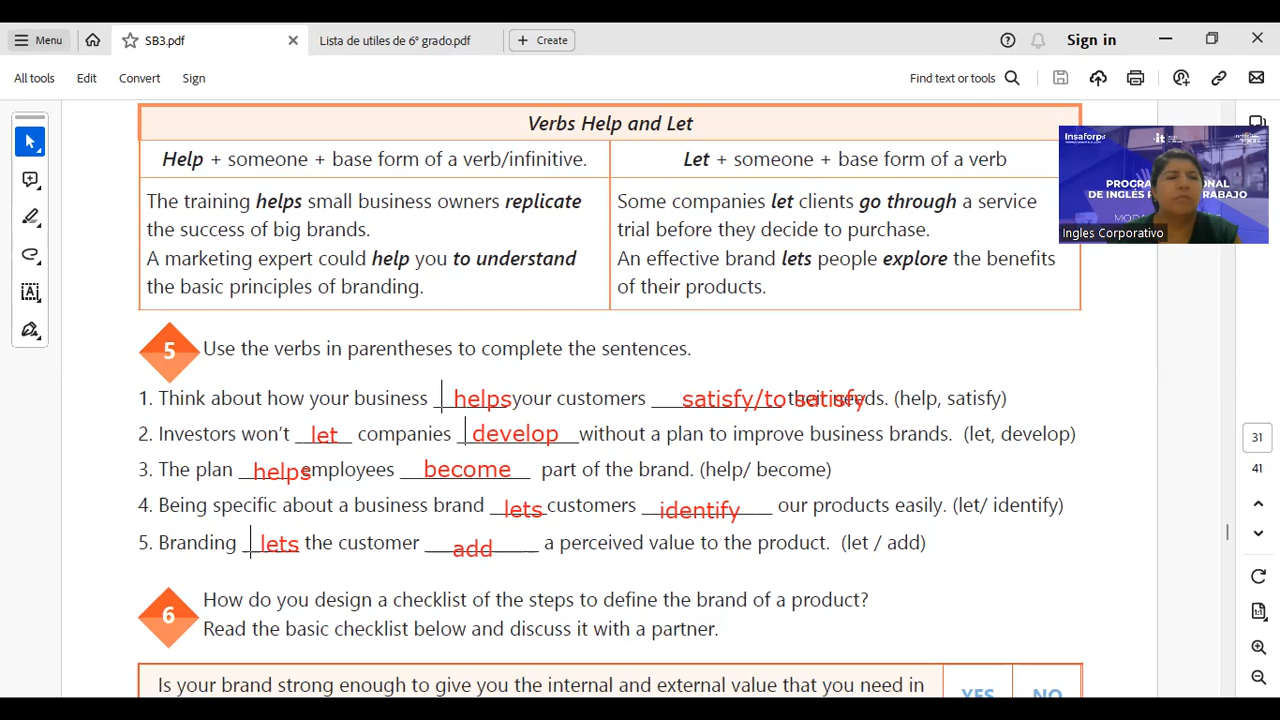 Menu
SB3.pdf
Lista de utiles de 6º grado.pdf
Create
Sign in
All tools
Edit
Convert
Sign
Find text or tools
Verbs Help and Let
Help + someone + base form of a verb/infinitive.
Let + someone + base form of a verb
The training helps small business owners replicate
the success of big brands.
A marketing expert could help you to understand
the basic principles of branding.
Some companies let clients go through a service
trial before they decide to purchase.
An effective brand lets people explore the benefits
of their products.
Insaforp
it
PROGR
ONAL
DE INGLÉS
RABAJO
MODA
Ingles Corporativo
5 Use the verbs in parentheses to complete the sentences.
1. Think about how your business helps your customers satisfy/to satisfy their needs. (help, satisfy)
2. Investors won't let companies develop without a plan to improve business brands. (let, develop)
3. The plan helps employees become part of the brand. (help/ become)
4. Being specific about a business brand lets customers identify our products easily. (let/ identify)
5. Branding lets the customer add a perceived value to the product. (let / add)
6 How do you design a checklist of the steps to define the brand of a product?
Read the basic checklist below and discuss it with a partner.
Is your brand strong enough to give you the internal and external value that you need in
YES
NO
31
41